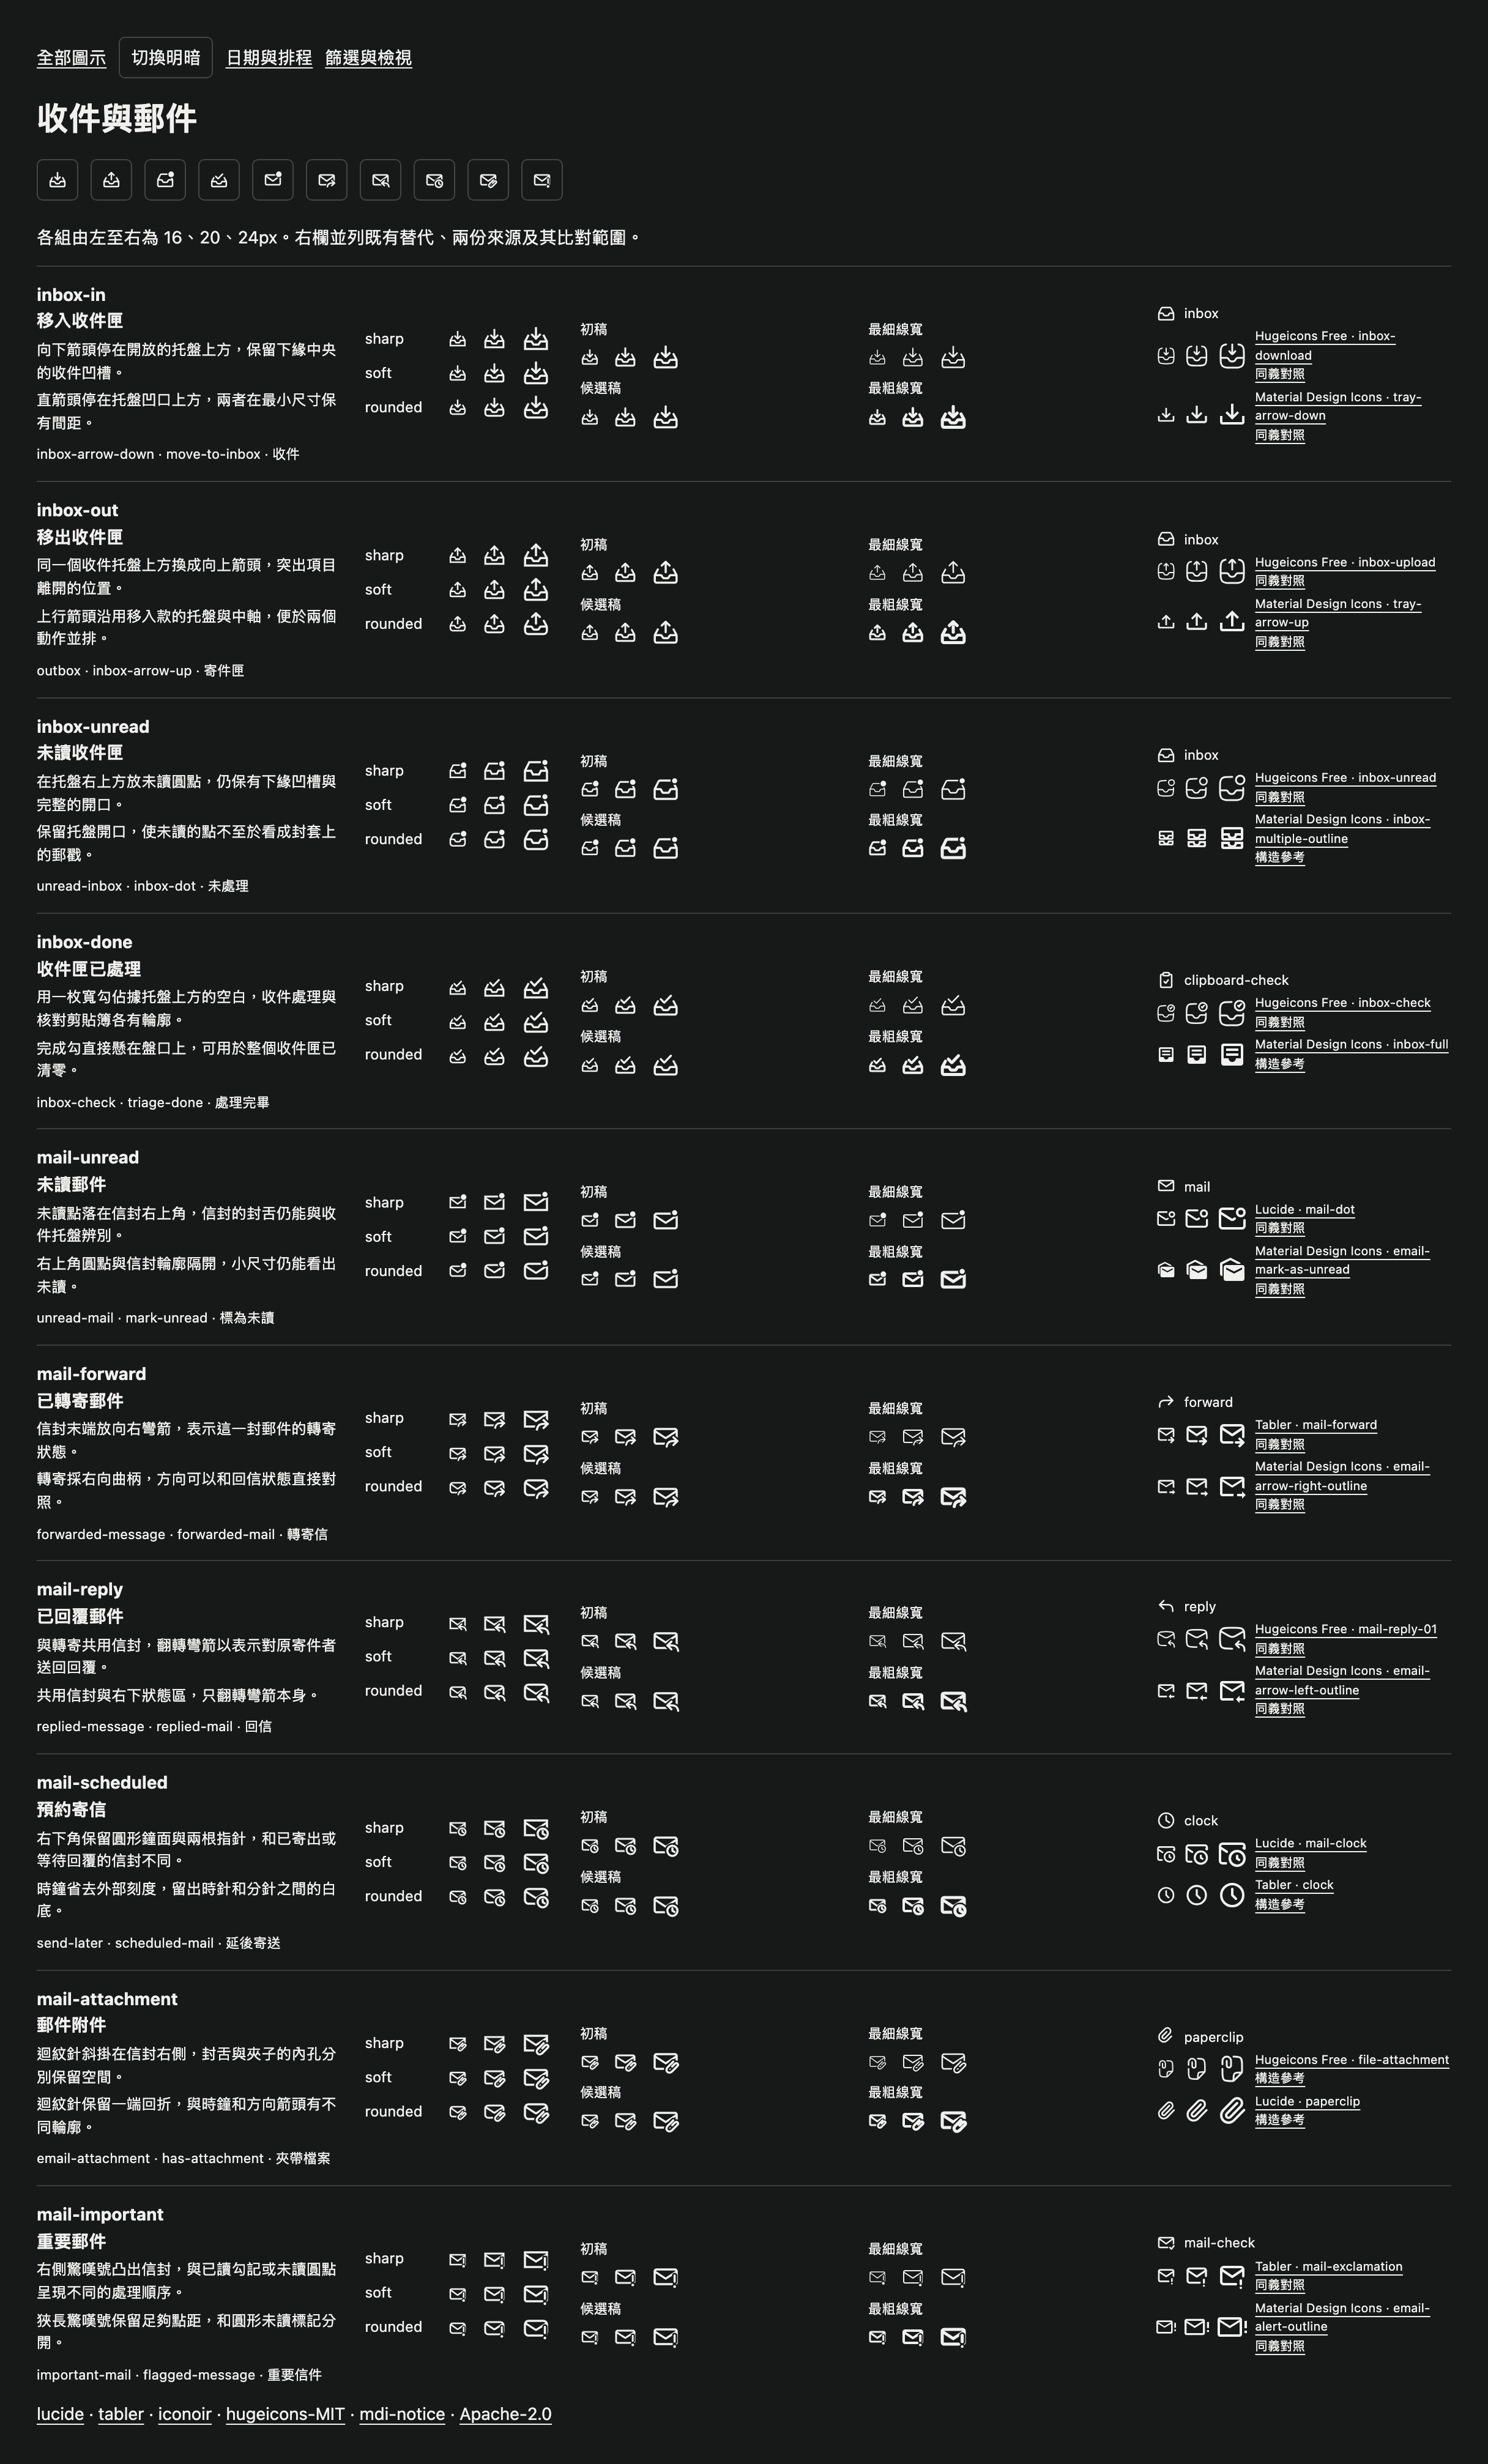 全部圖示 切換明暗 日期與排程 篩選與檢視
收件與郵件
各組由左至右為 16、20、24px。右欄並列既有替代、兩份來源及其比對範圍。
inbox-in
移入收件匣
向下箭頭停在開放的托盤上方，保留下緣中央
的收件凹槽。
直箭頭停在托盤凹口上方，兩者在最小尺寸保
有間距。
inbox-arrow-down · move-to-inbox · 收件
sharp
soft
rounded
初稿
候選稿
最細線寬
最粗線寬
inbox
Hugeicons Free · inbox-
download
同義對照
Material Design Icons · tray-
arrow-down
同義對照
inbox-out
移出收件匣
同一個收件托盤上方換成向上箭頭，突出項目
離開的位置。
上行箭頭沿用移入款的托盤與中軸，便於兩個
動作並排。
outbox · inbox-arrow-up · 寄件匣
sharp
soft
rounded
初稿
候選稿
最細線寬
最粗線寬
inbox
Hugeicons Free · inbox-upload
同義對照
Material Design Icons · tray-
arrow-up
同義對照
inbox-unread
未讀收件匣
在托盤右上方放未讀圓點，仍保有下緣凹槽與
完整的開口。
保留托盤開口，使未讀的點不至於看成封套上
的郵戳。
unread-inbox · inbox-dot · 未處理
sharp
soft
rounded
初稿
候選稿
最細線寬
最粗線寬
inbox
Hugeicons Free · inbox-unread
同義對照
Material Design Icons · inbox-
multiple-outline
構造參考
inbox-done
收件匣已處理
用一枚寬勾佔據托盤上方的空白，收件處理與
核對剪貼簿各有輪廓。
完成勾直接懸在盤口上，可用於整個收件匣已
清零。
inbox-check · triage-done · 處理完畢
sharp
soft
rounded
初稿
候選稿
最細線寬
最粗線寬
clipboard-check
Hugeicons Free · inbox-check
同義對照
Material Design Icons · inbox-full
構造參考
mail-unread
未讀郵件
未讀點落在信封右上角，信封的封舌仍能與收
件托盤辨別。
右上角圓點與信封輪廓隔開，小尺寸仍能看出
未讀。
unread-mail · mark-unread · 標為未讀
sharp
soft
rounded
初稿
候選稿
最細線寬
最粗線寬
mail
Lucide · mail-dot
同義對照
Material Design Icons · email-
mark-as-unread
同義對照
mail-forward
已轉寄郵件
信封末端放向右彎箭，表示這一封郵件的轉寄
狀態。
轉寄採右向曲柄，方向可以和回信狀態直接對
照。
forwarded-message · forwarded-mail · 轉寄信
sharp
soft
rounded
初稿
候選稿
最細線寬
最粗線寬
forward
Tabler · mail-forward
同義對照
Material Design Icons · email-
arrow-right-outline
同義對照
mail-reply
已回覆郵件
與轉寄共用信封，翻轉彎箭以表示對原寄件者
送回回覆。
共用信封與右下狀態區，只翻轉彎箭本身。
replied-message · replied-mail · 回信
sharp
soft
rounded
初稿
候選稿
最細線寬
最粗線寬
reply
Hugeicons Free · mail-reply-01
同義對照
Material Design Icons · email-
arrow-left-outline
同義對照
mail-scheduled
預約寄信
右下角保留圓形鐘面與兩根指針，和已寄出或
等待回覆的信封不同。
時鐘省去外部刻度，留出時針和分針之間的白
底。
send-later · scheduled-mail · 延後寄送
sharp
soft
rounded
初稿
候選稿
最細線寬
最粗線寬
clock
Lucide · mail-clock
同義對照
Tabler · clock
構造參考
mail-attachment
郵件附件
迴紋針斜掛在信封右側，封舌與夾子的內孔分
別保留空間。
迴紋針保留一端回折，與時鐘和方向箭頭有不
同輪廓。
email-attachment · has-attachment · 夾帶檔案
sharp
soft
rounded
初稿
候選稿
最細線寬
最粗線寬
paperclip
Hugeicons Free · file-attachment
構造參考
Lucide · paperclip
構造參考
mail-important
重要郵件
右側驚嘆號凸出信封，與已讀勾記或未讀圓點
呈現不同的處理順序。
狹長驚嘆號保留足夠點距，和圓形未讀標記分
開。
important-mail · flagged-message · 重要信件
sharp
soft
rounded
初稿
候選稿
最細線寬
最粗線寬
mail-check
Tabler · mail-exclamation
同義對照
Material Design Icons · email-
alert-outline
同義對照
lucide · tabler · iconoir · hugeicons-MIT · mdi-notice · Apache-2.0